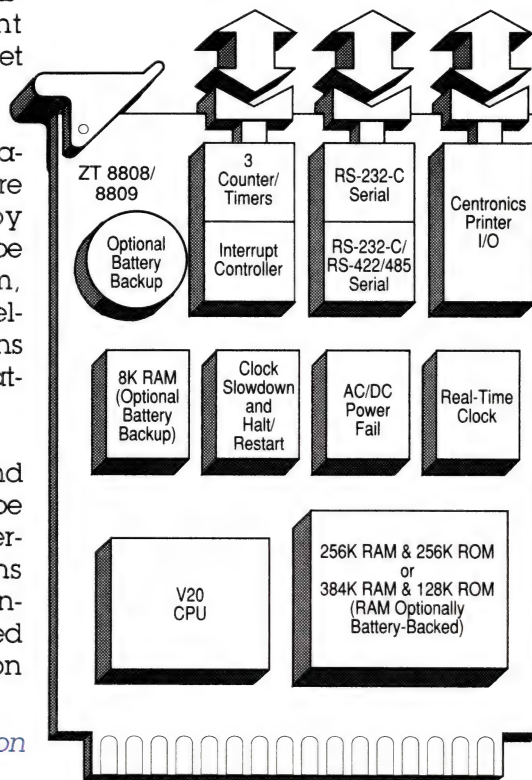 ZT 8808/
8809
Optional
Battery
Backup
3
Counter/
Timers
Interrupt
Controller
RS-232-C
Serial
RS-232-C/
RS-422/485
Serial
Centronics
Printer
I/O
8K RAM
(Optional
Battery
Backup)
Clock
Slowdown
and
Halt/
Restart
AC/DC
Power
Fail
Real-Time
Clock
V20
CPU
256K RAM & 256K ROM
or
384K RAM & 128K ROM
(RAM Optionally
Battery-Backed)